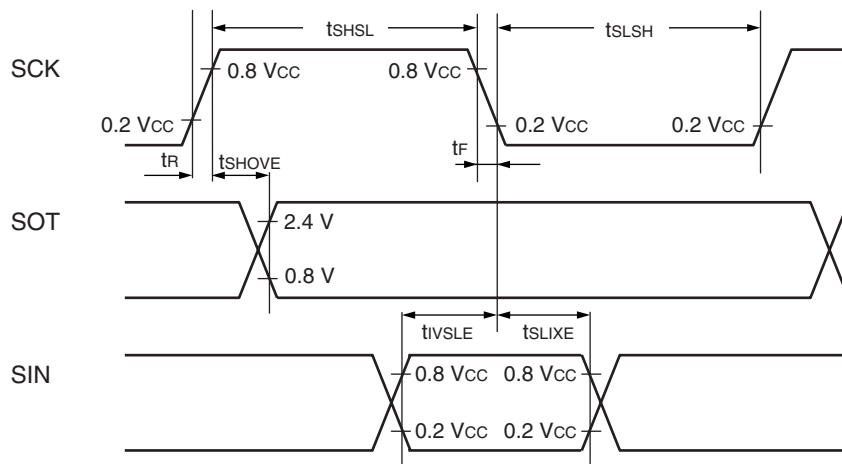 tSHSL
tSLSH
SCK
0.8 VCC
0.8 VCC
0.2 VCC
0.2 VCC
0.2 VCC
tR
tSHOVE
tF
SOT
2.4 V
0.8 V
tIVSLE
tSLIXE
SIN
0.8 VCC
0.8 VCC
0.2 VCC
0.2 VCC